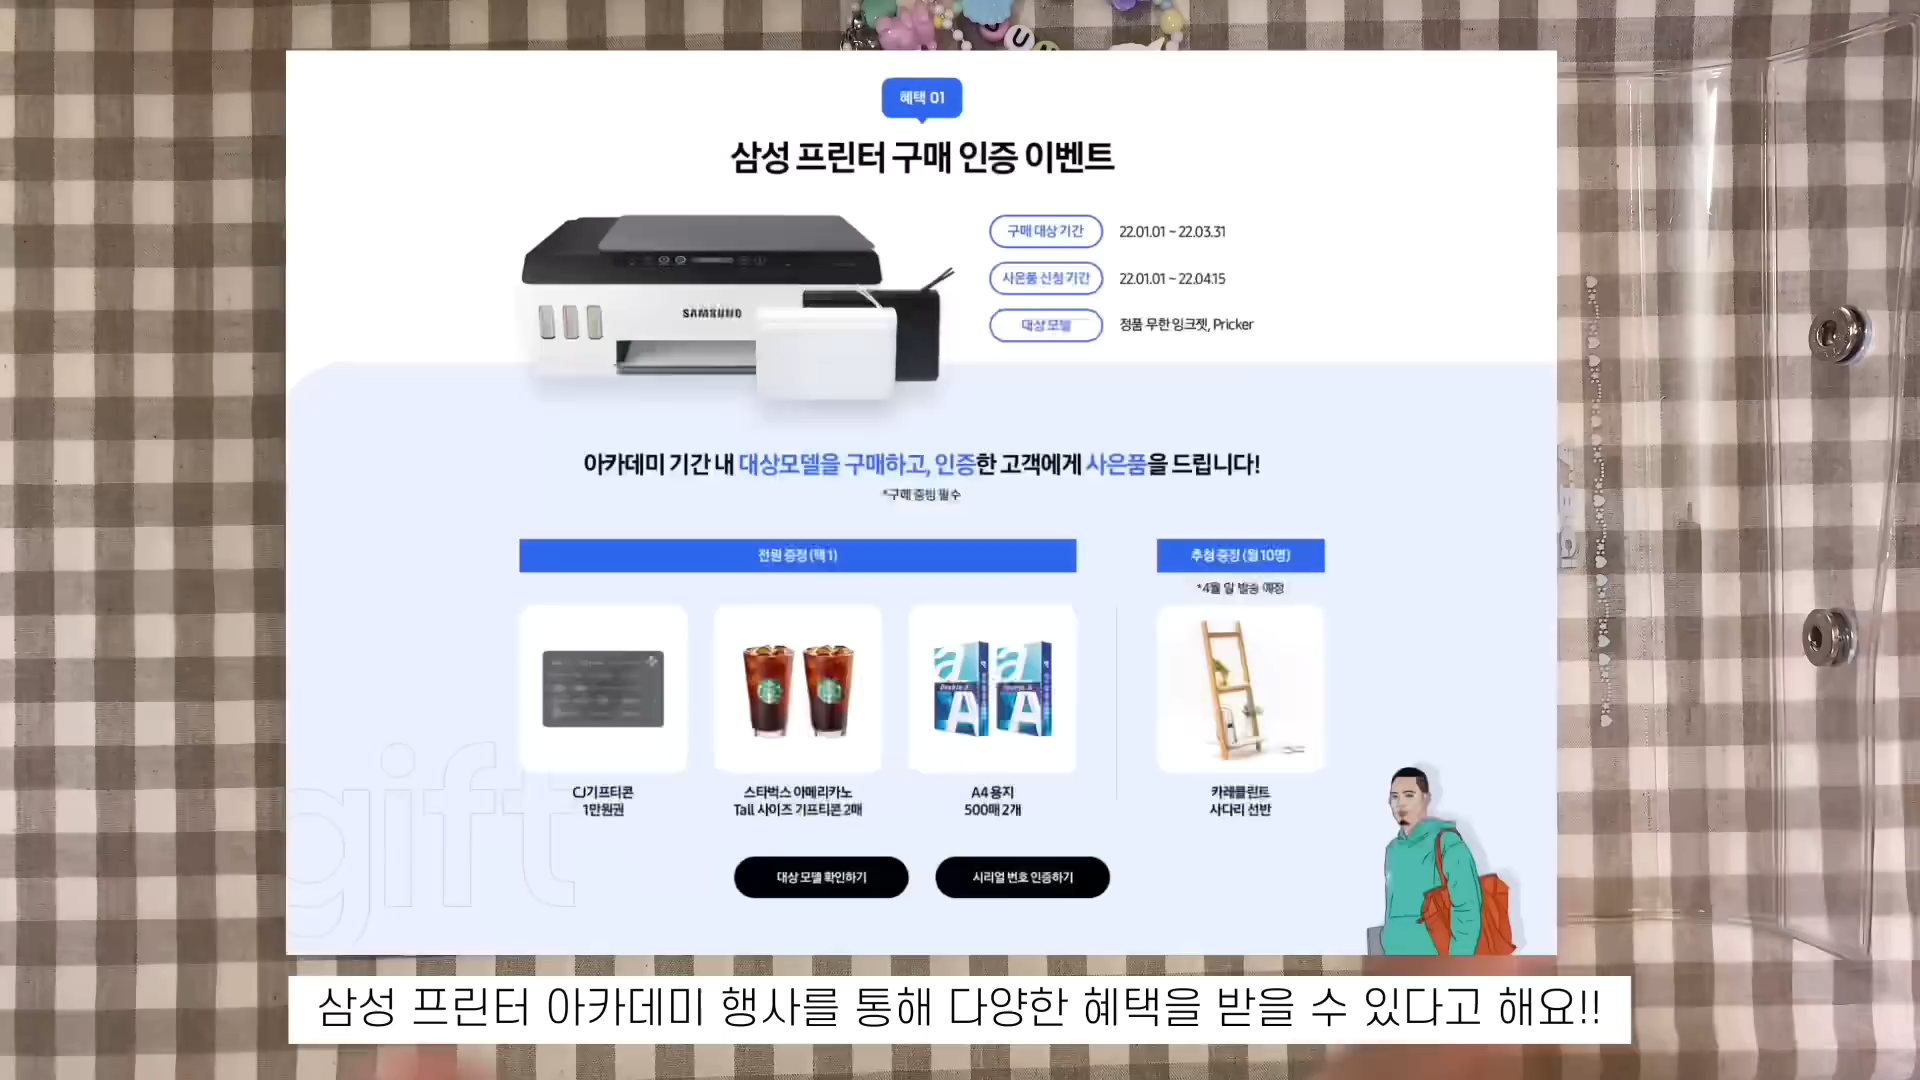 혜택 01
삼성 프린터 구매 인증 이벤트
구매 대상 기간 22.01.01 ~ 22.03.31
사은품 신청 기간 22.01.01 ~ 22.04.15
대상 모델 정품 무한 잉크젯, Pricker
SAMSUNG
아카데미 기간 내 대상모델을 구매하고, 인증한 고객에게 사은품을 드립니다!
*구매 증빙 필수
전원 증정 (택 1)
추첨 증정 (월 10명)
*4월 말 발송 예정
Double A
A
CJ기프티콘
1만원권
스타벅스 아메리카노
Tall 사이즈 기프티콘 2매
A4 용지
500매 2개
카레클린트
사다리 선반
gift
대상 모델 확인하기
시리얼 번호 인증하기
삼성 프린터 아카데미 행사를 통해 다양한 혜택을 받을 수 있다고 해요!!